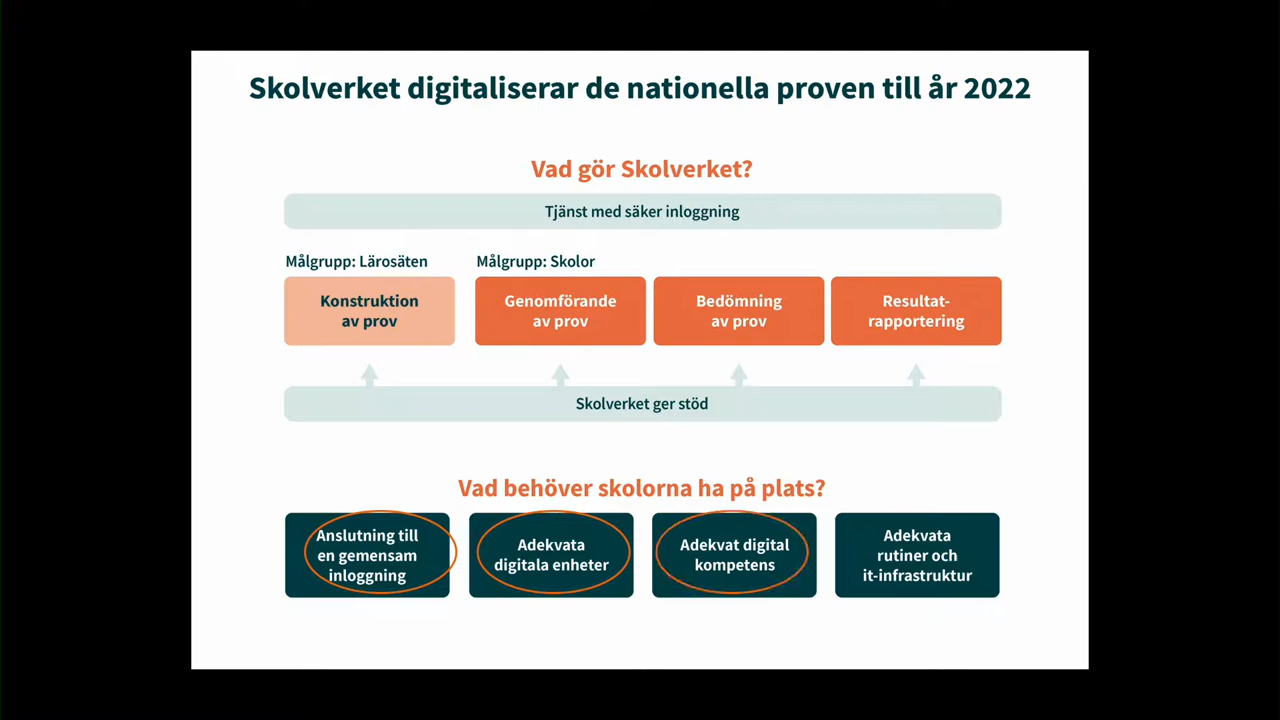 Skolverket digitaliserar de nationella proven till år 2022
Vad gör Skolverket?
Tjänst med säker inloggning
Målgrupp: Lärosäten
Målgrupp: Skolor
Konstruktion
av prov
Genomförande
av prov
Bedömning
av prov
Resultat-
rapportering
Skolverket ger stöd
Vad behöver skolorna ha på plats?
Anslutning till
en gemensam
inloggning
Adekvata
digitala enheter
Adekvat digital
kompetens
Adekvata
rutiner och
it-infrastruktur